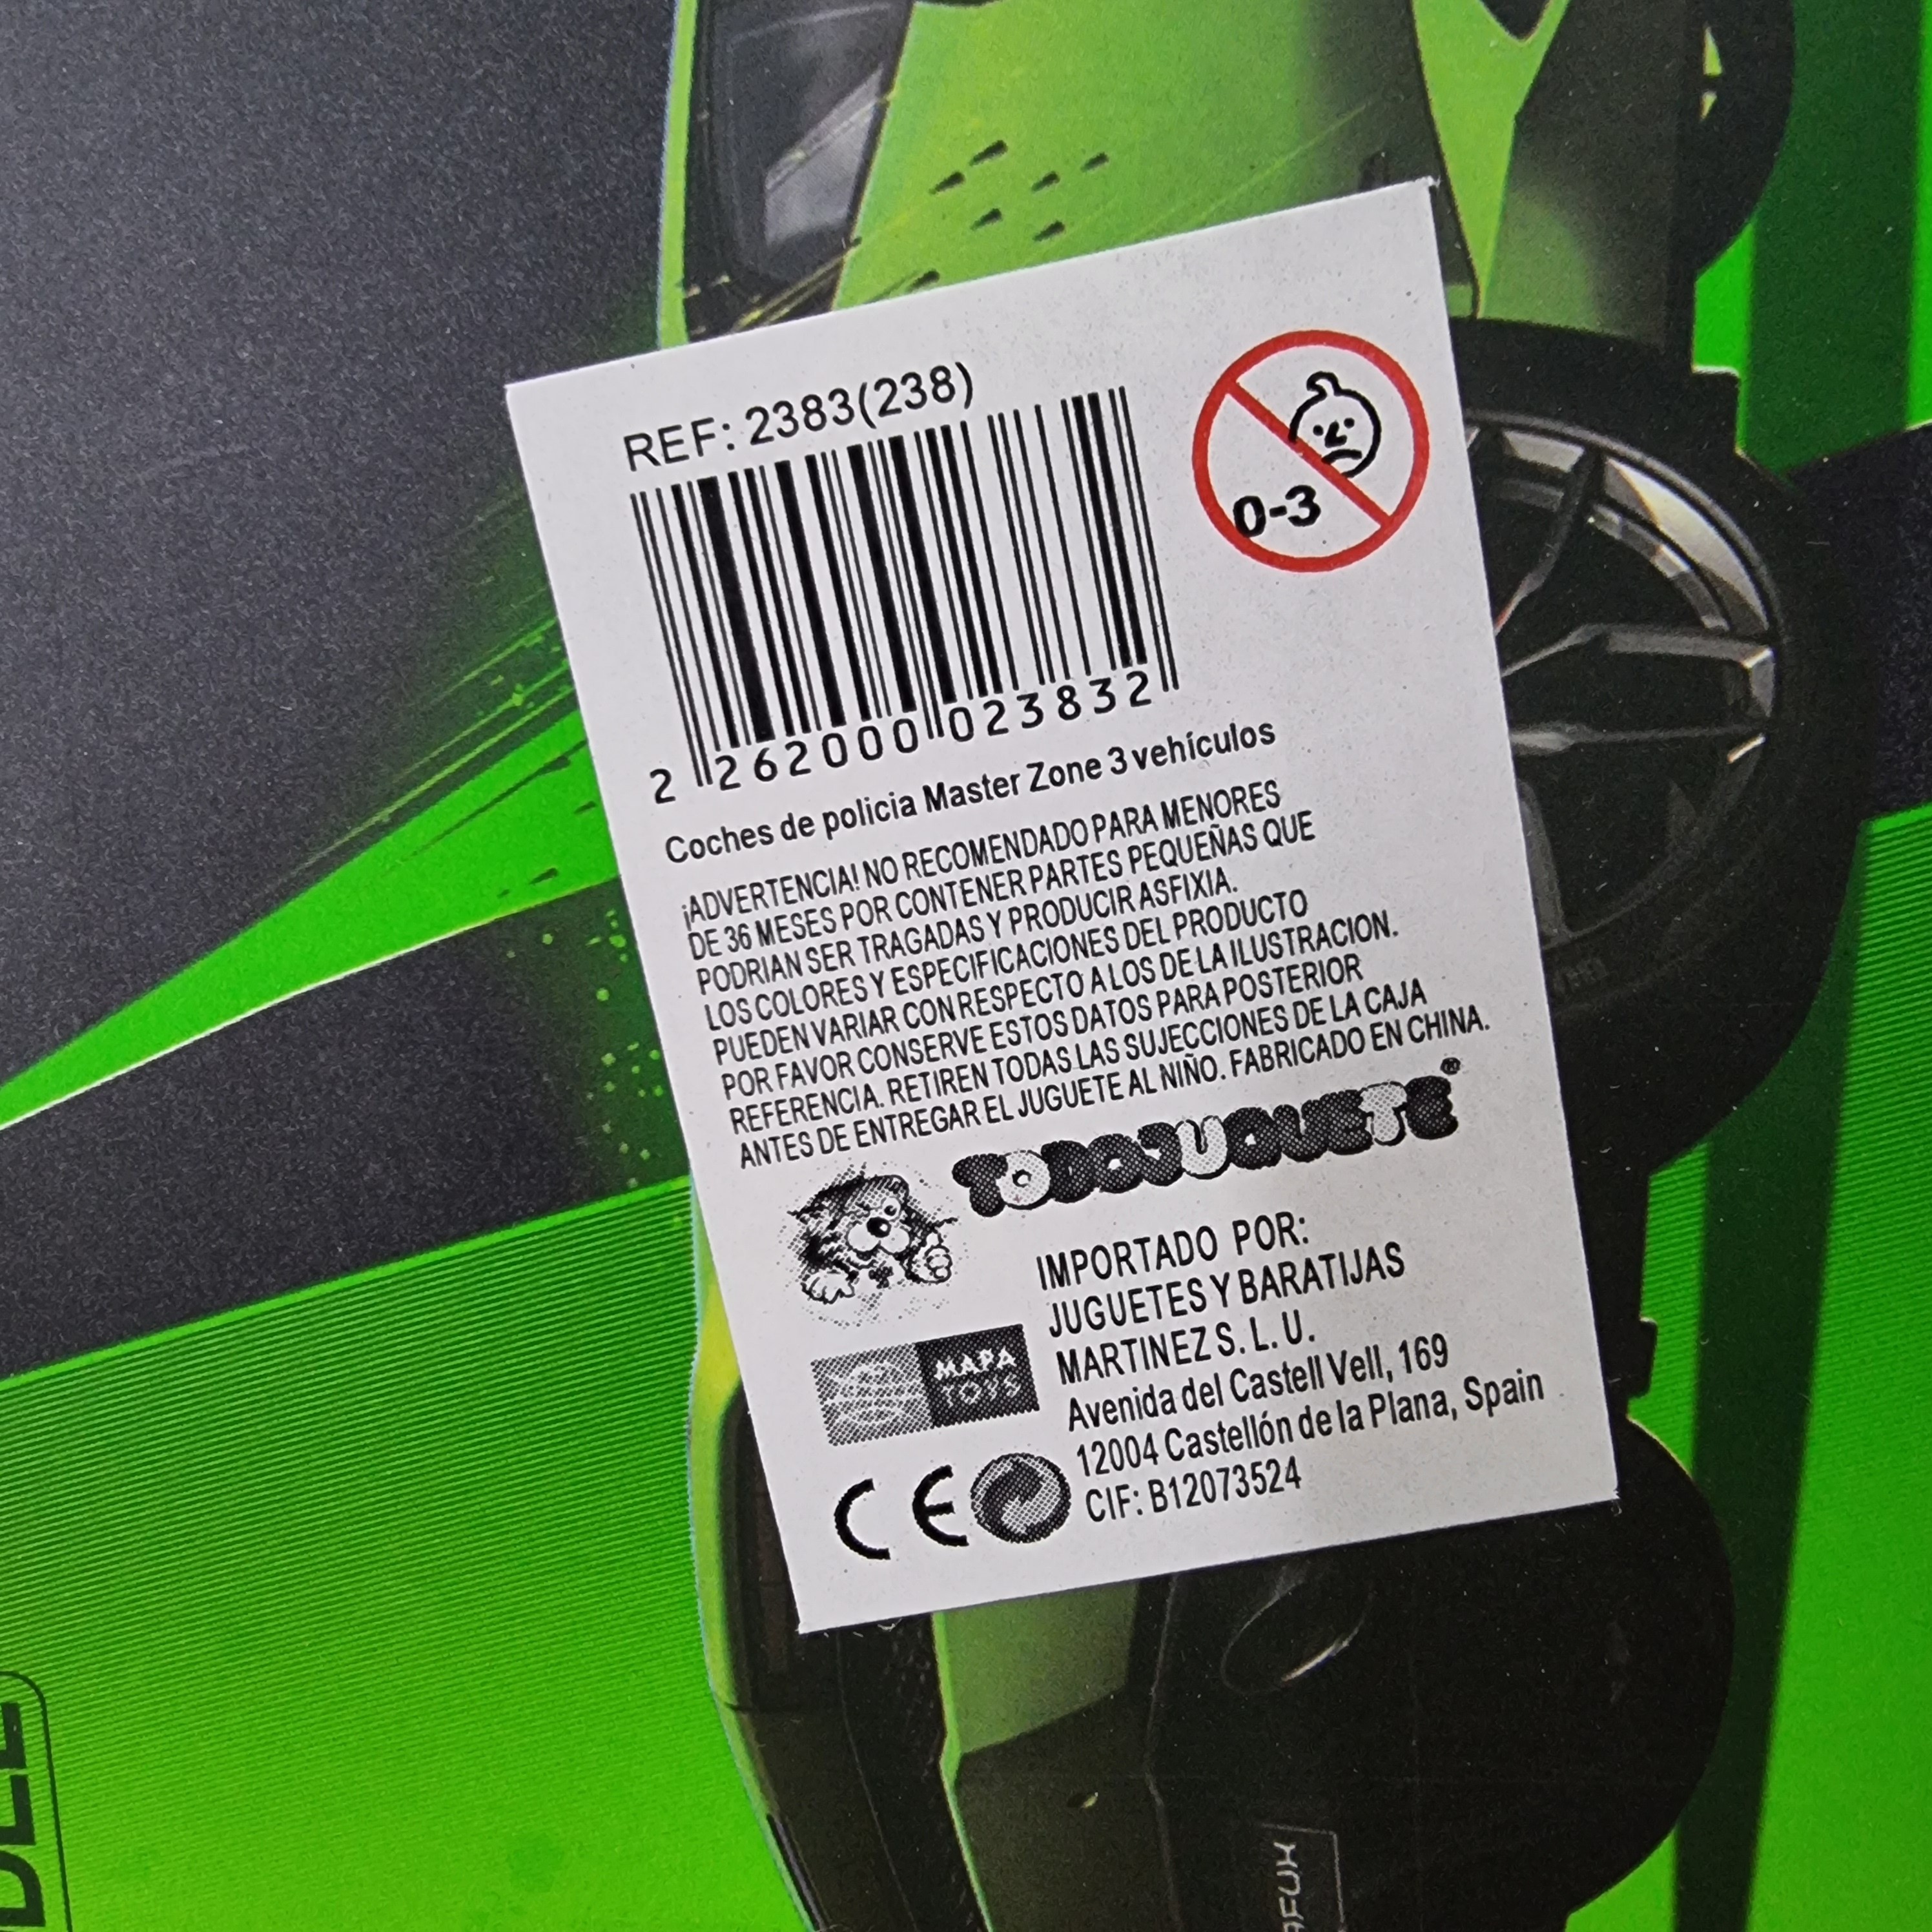 REF: 2383(238)
0-3
2 262000 023832
Coches de policia Master Zone 3 vehículos
¡ADVERTENCIA! NO RECOMENDADO PARA MENORES
DE 36 MESES POR CONTENER PARTES PEQUEÑAS QUE
PODRIAN SER TRAGADAS Y PRODUCIR ASFIXIA.
LOS COLORES Y ESPECIFICACIONES DEL PRODUCTO
PUEDEN VARIAR CON RESPECTO A LOS DE LA ILUSTRACION.
POR FAVOR CONSERVE ESTOS DATOS PARA POSTERIOR
REFERENCIA. RETIREN TODAS LAS SUJECCIONES DE LA CAJA
ANTES DE ENTREGAR EL JUGUETE AL NIÑO. FABRICADO EN CHINA.
TODOJUGUETE®
IMPORTADO POR:
JUGUETES Y BARATIJAS
MARTINEZ S. L. U.
MAPA
TOYS
Avenida del Castell Vell, 169
12004 Castellón de la Plana, Spain
CIF: B12073524
CE